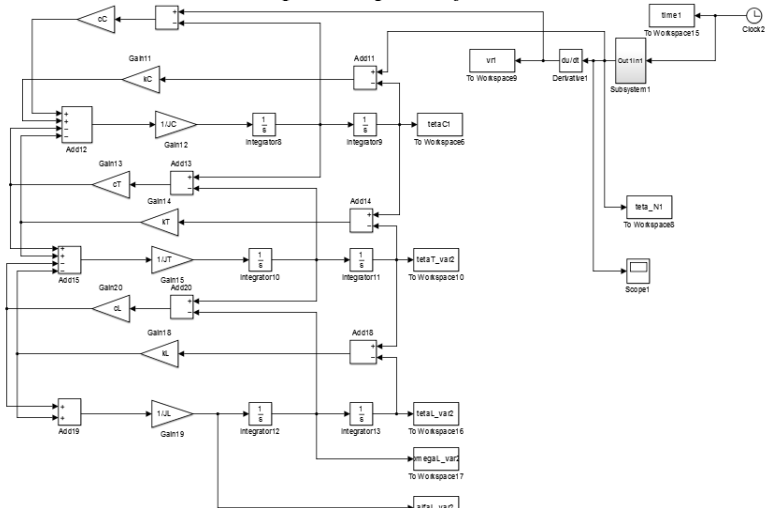 cC
time1
To Workspace15
Clock2
Gain11
vr1
To Workspace9
du/dt
Derivative1
Out1 In1
Subsystem1
kC
Add11
1/JC
Gain12
1
s
Integrator8
1
s
Integrator9
tetaC1
To Workspace6
Add12
Gain13
cT
Add13
Gain14
kT
Add14
teta_N1
To Workspace8
1/JT
Gain15
1
s
Integrator10
1
s
Integrator11
tetaT_var2
To Workspace10
Add15
Scope1
Gain20
cL
Add20
Gain18
kL
Add18
1/JL
Gain19
1
s
Integrator12
1
s
Integrator13
tetaL_var2
To Workspace16
Add19
omegaL_var2
To Workspace17
alfaL_var2